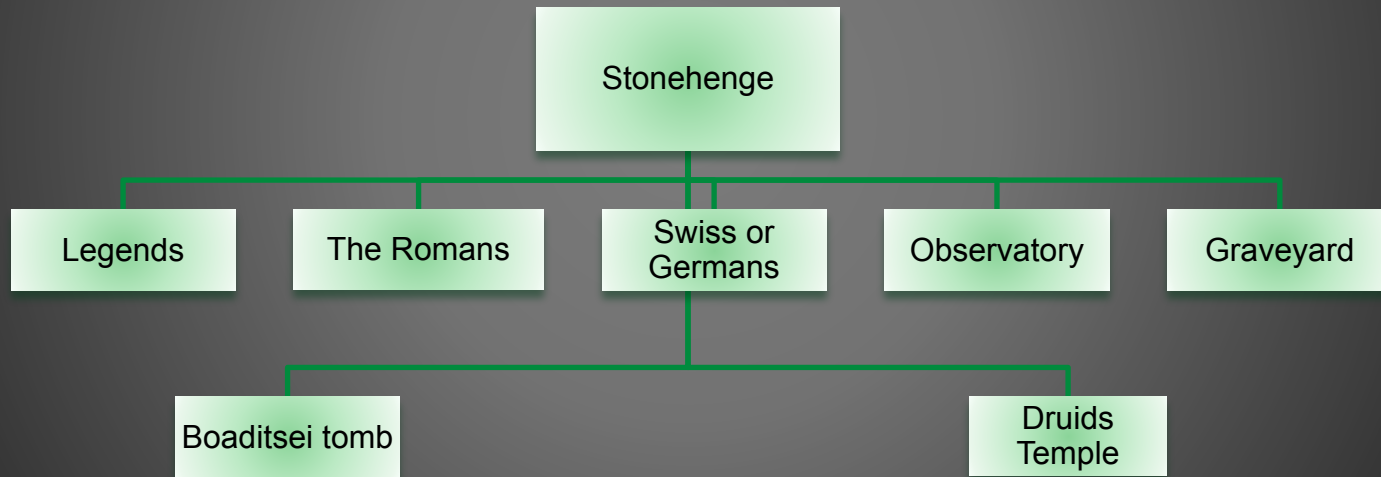 Stonehenge
Legends
The Romans
Swiss or
Germans
Observatory
Graveyard
Boaditsei tomb
Druids
Temple